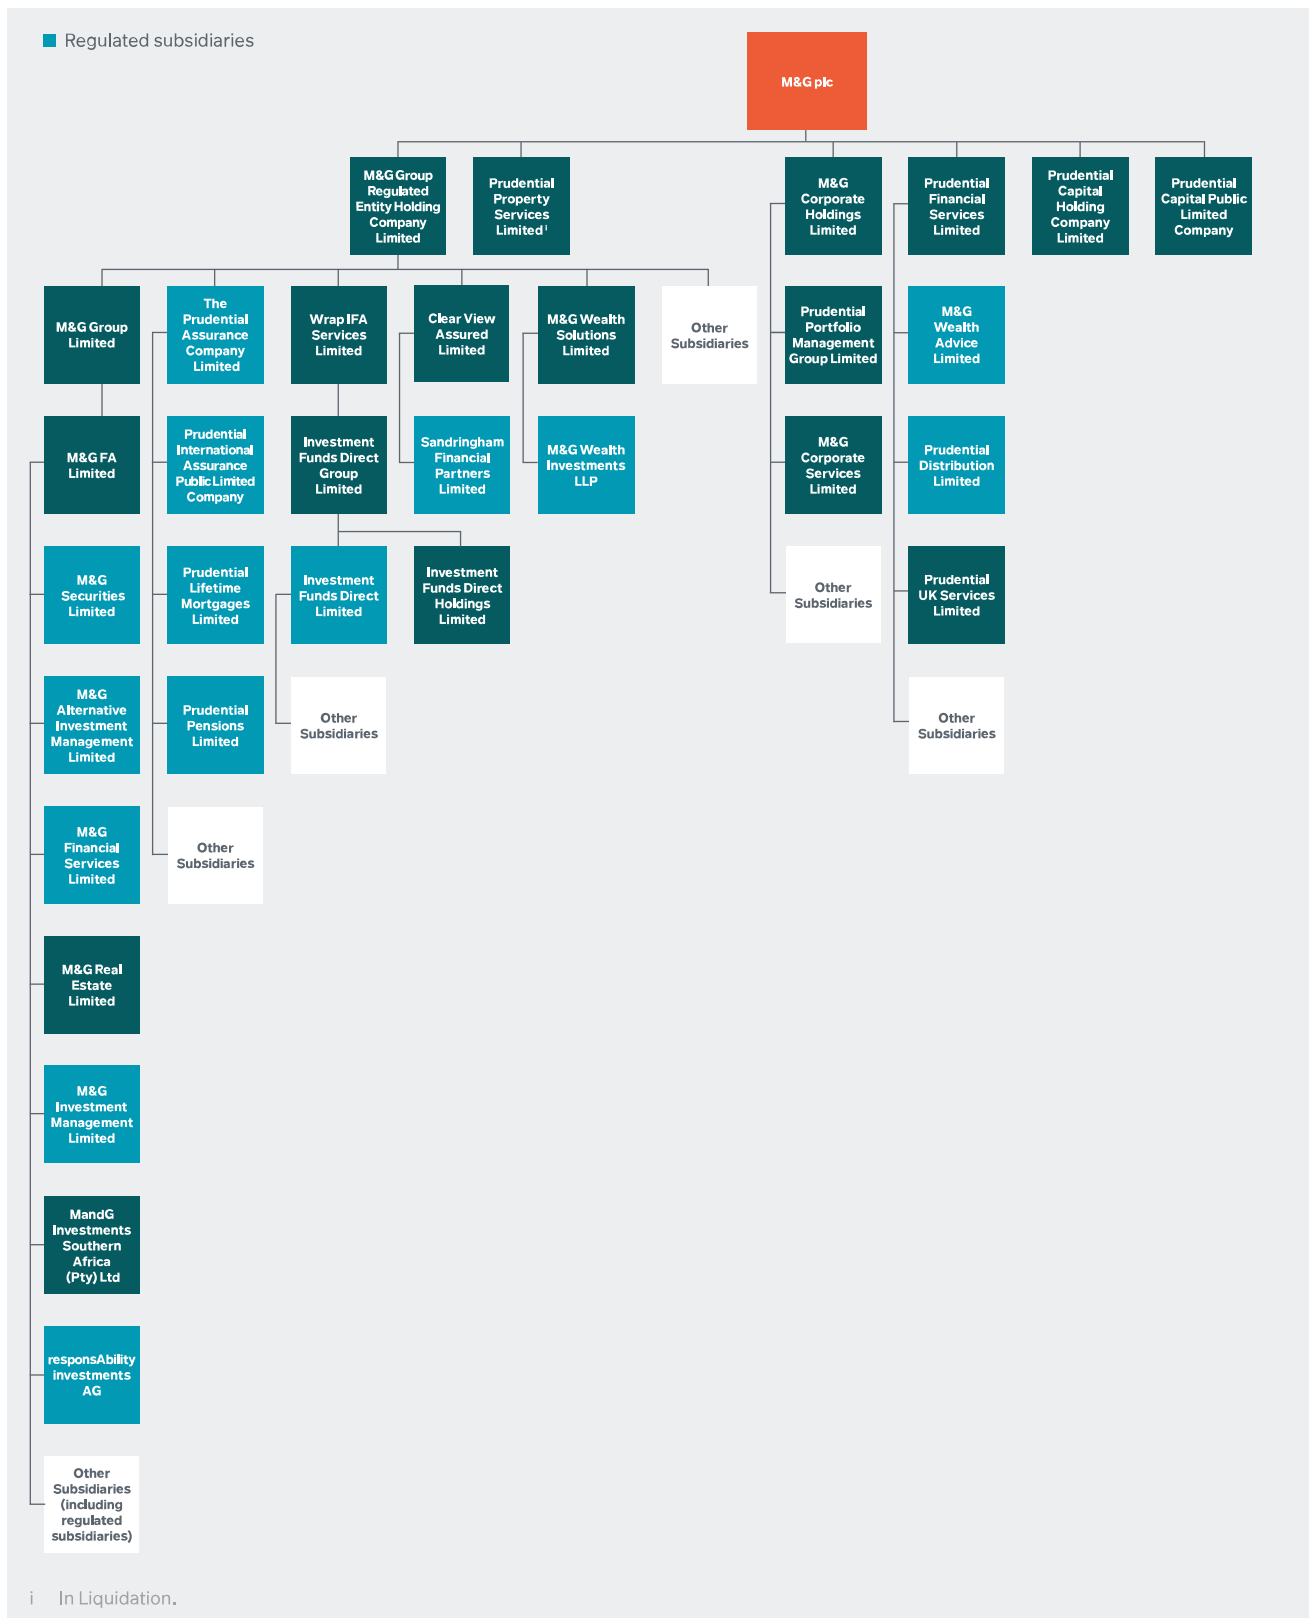 Regulated subsidiaries
M&G plc
M&G Group
Regulated
Entity Holding
Company
Limited
Prudential
Property
Services
Limited i
M&G
Corporate
Holdings
Limited
Prudential
Financial
Services
Limited
Prudential
Capital
Holding
Company
Limited
Prudential
Capital Public
Limited
Company
M&G Group
Limited
The
Prudential
Assurance
Company
Limited
Wrap IFA
Services
Limited
Clear View
Assured
Limited
M&G Wealth
Solutions
Limited
Other
Subsidiaries
Prudential
Portfolio
Management
Group Limited
M&G
Wealth
Advice
Limited
M&G FA
Limited
Prudential
International
Assurance
Public Limited
Company
Investment
Funds Direct
Group
Limited
Sandringham
Financial
Partners
Limited
M&G Wealth
Investments
LLP
M&G
Corporate
Services
Limited
Prudential
Distribution
Limited
M&G
Securities
Limited
Prudential
Lifetime
Mortgages
Limited
Investment
Funds Direct
Limited
Investment
Funds Direct
Holdings
Limited
Other
Subsidiaries
Prudential
UK Services
Limited
M&G
Alternative
Investment
Management
Limited
Prudential
Pensions
Limited
Other
Subsidiaries
Other
Subsidiaries
M&G
Financial
Services
Limited
Other
Subsidiaries
M&G Real
Estate
Limited
M&G
Investment
Management
Limited
MandG
Investments
Southern
Africa
(Pty) Ltd
responsAbility
investments
AG
Other
Subsidiaries
(including
regulated
subsidiaries)
i In Liquidation.